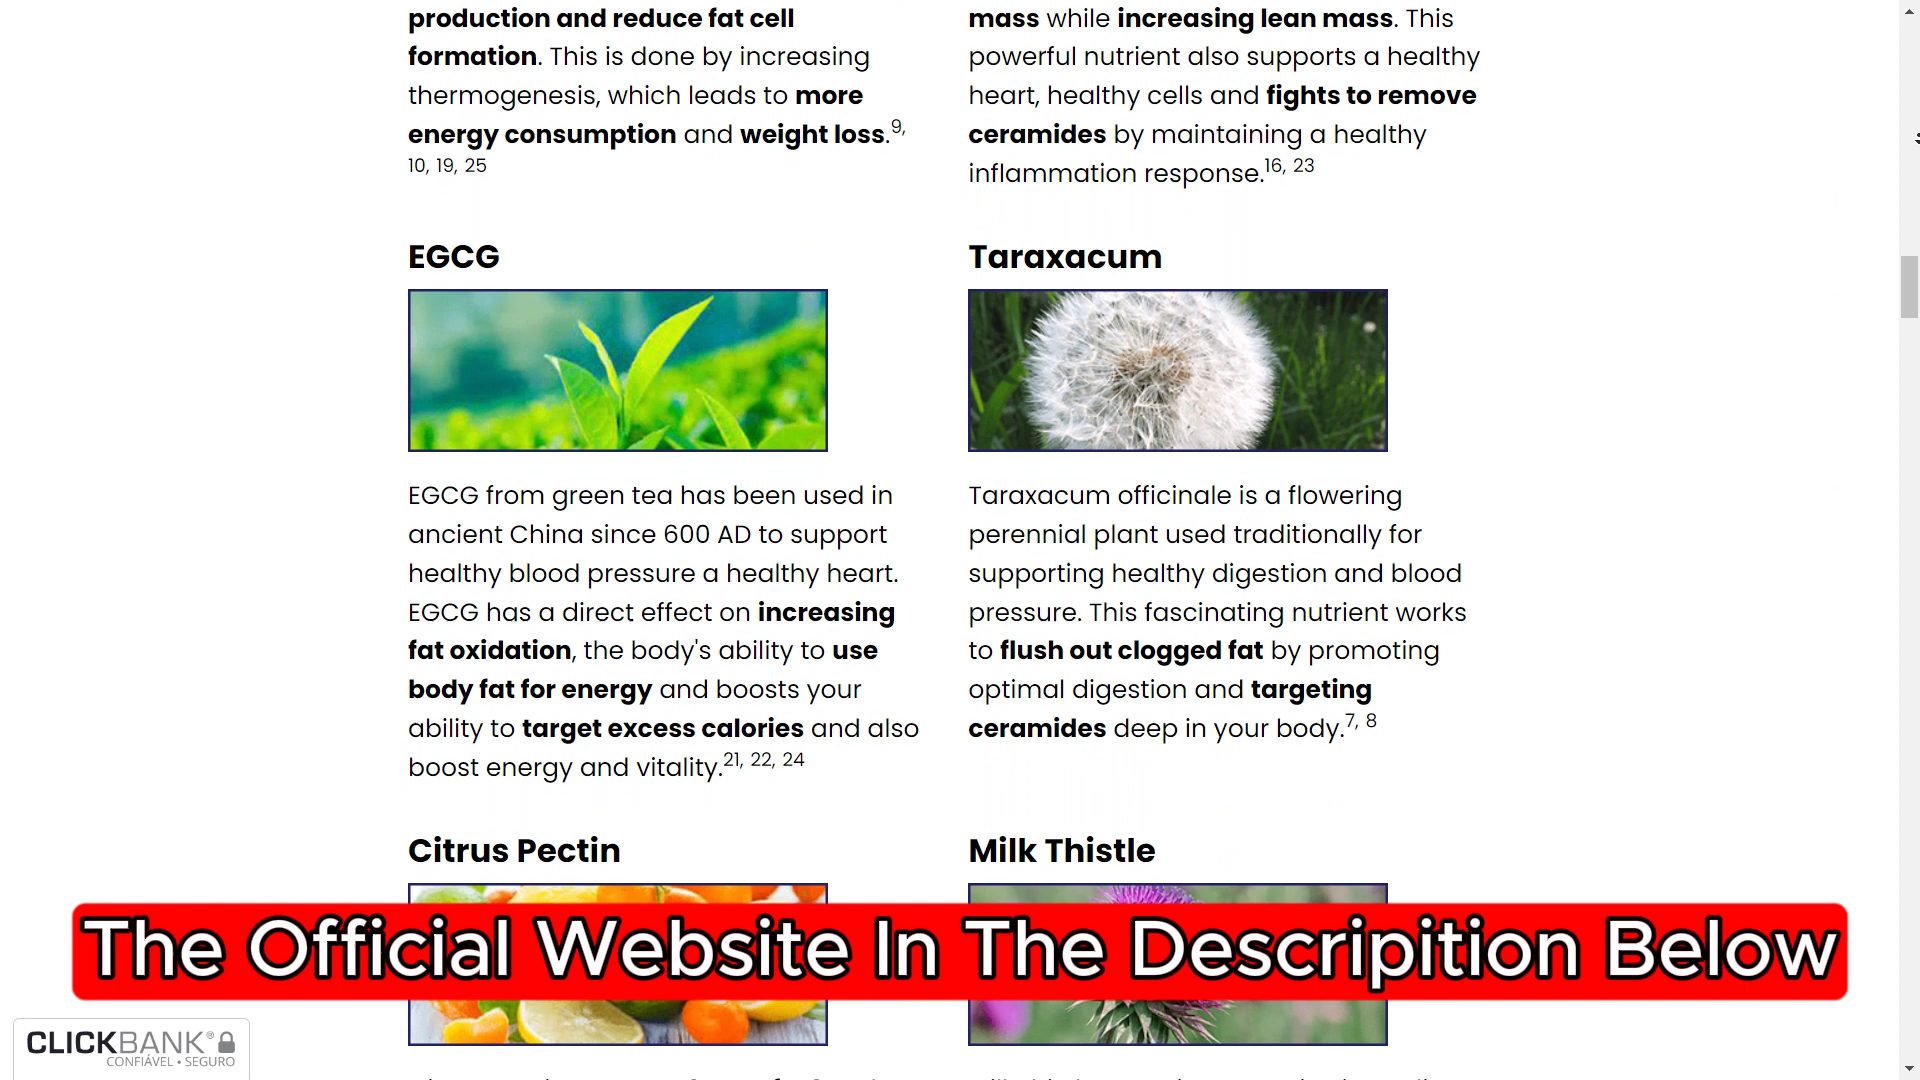 production and reduce fat cell
formation. This is done by increasing
thermogenesis, which leads to more
energy consumption and weight loss.9,
10, 19, 25
mass while increasing lean mass. This
powerful nutrient also supports a healthy
heart, healthy cells and fights to remove
ceramides by maintaining a healthy
inflammation response.16, 23
EGCG
EGCG from green tea has been used in
ancient China since 600 AD to support
healthy blood pressure a healthy heart.
EGCG has a direct effect on increasing
fat oxidation, the body's ability to use
body fat for energy and boosts your
ability to target excess calories and also
boost energy and vitality.21, 22, 24
Taraxacum
Taraxacum officinale is a flowering
perennial plant used traditionally for
supporting healthy digestion and blood
pressure. This fascinating nutrient works
to flush out clogged fat by promoting
optimal digestion and targeting
ceramides deep in your body.7, 8
Citrus Pectin
Milk Thistle
The Official Website In The Descripition Below
CLICKBANK®
CONFIÁVEL • SEGURO